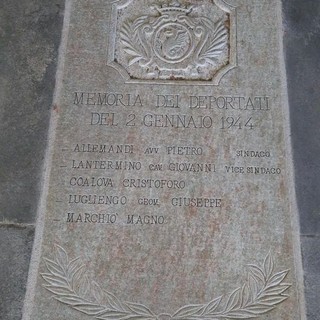 MEMORIA DEI DEPORTATI
DEL 2 GENNAIO 1944
– ALLEMANDI AVV. PIETRO SINDACO
– LANTERMINO CAV. GIOVANNI VICE SINDACO
– COALOVA CRISTOFORO
– LUGLIENGO GEOM. GIUSEPPE
– MARCHIO MAGNO